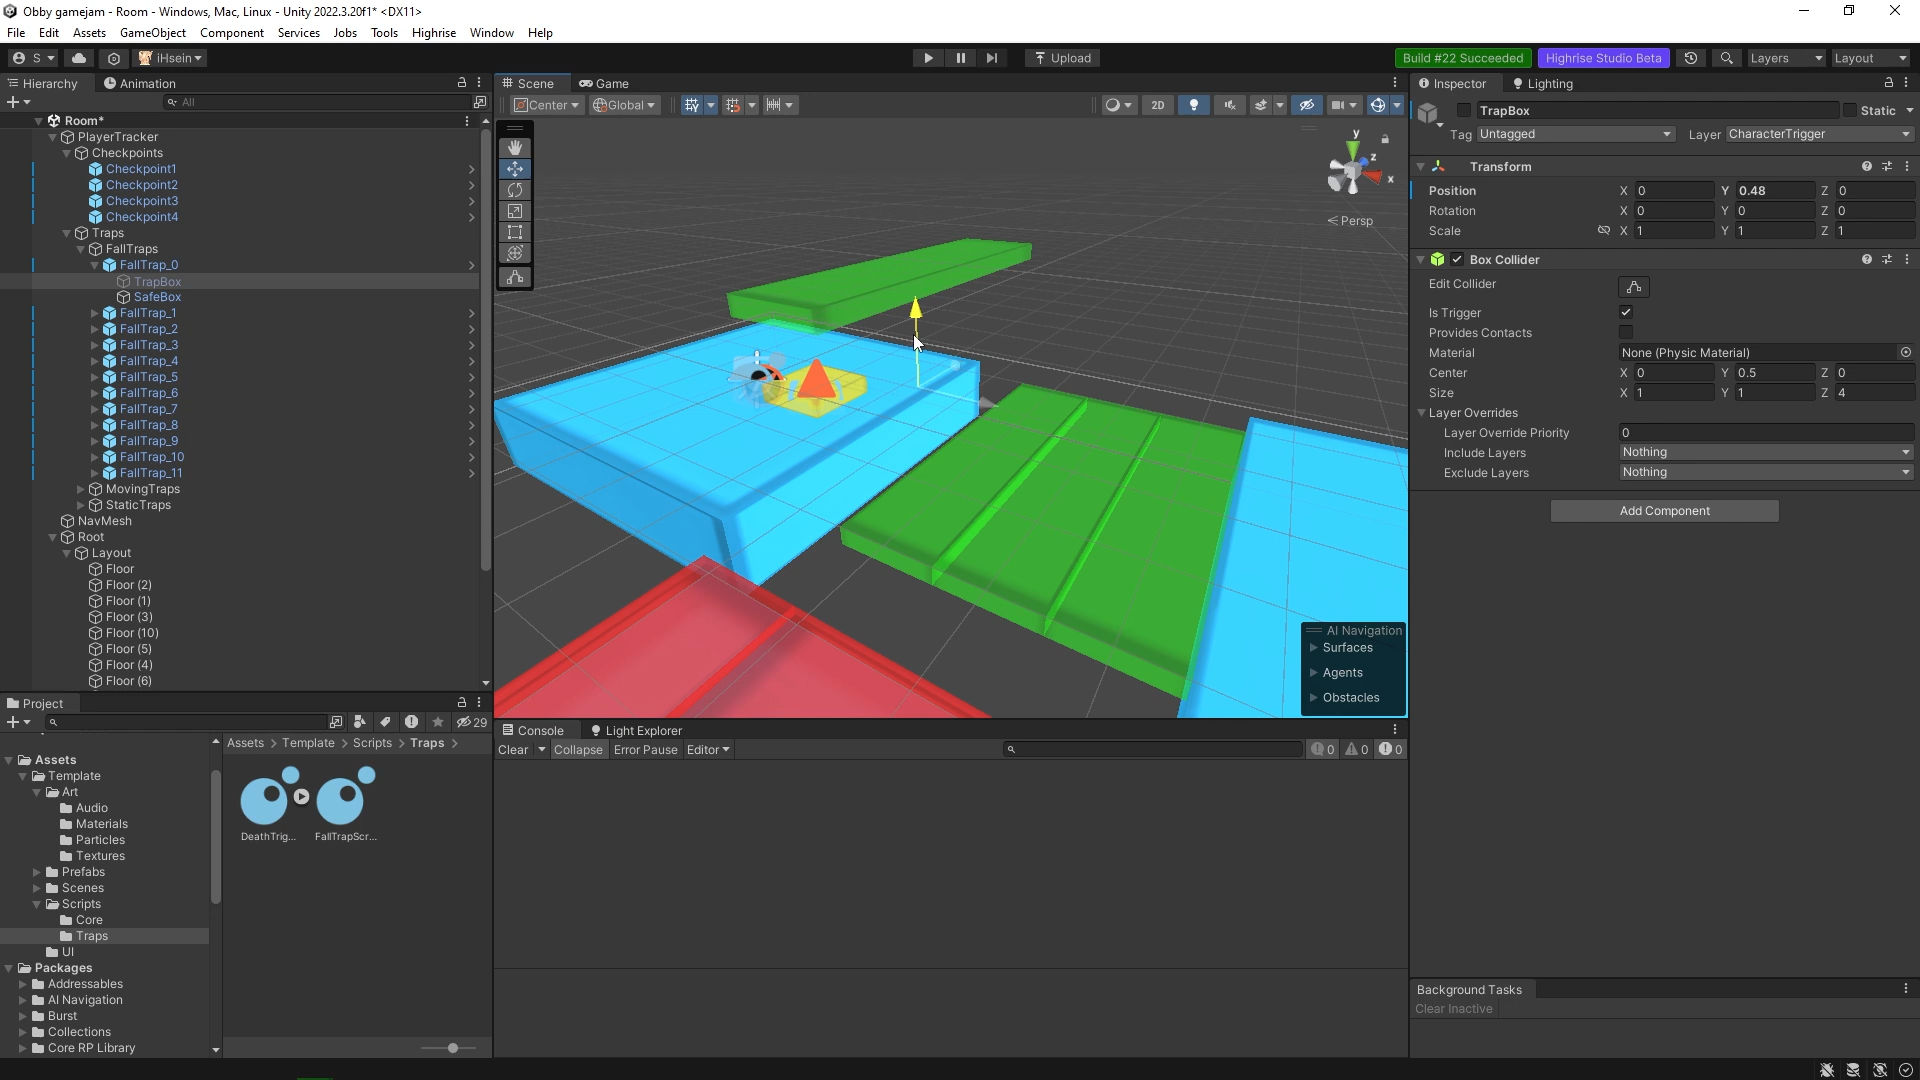 Obby gamejam - Room - Windows, Mac, Linux - Unity 2022.3.20f1* <DX11>
File Edit Assets GameObject Component Services Jobs Tools Highrise Window Help
S iHsein Upload Build #22 Succeeded Highrise Studio Beta Layers Layout
Hierarchy Animation
All
Room*
PlayerTracker
Checkpoints
Checkpoint1
Checkpoint2
Checkpoint3
Checkpoint4
Traps
FallTraps
FallTrap_0
TrapBox
SafeBox
FallTrap_1
FallTrap_2
FallTrap_3
FallTrap_4
FallTrap_5
FallTrap_6
FallTrap_7
FallTrap_8
FallTrap_9
FallTrap_10
FallTrap_11
MovingTraps
StaticTraps
NavMesh
Root
Layout
Floor
Floor (2)
Floor (1)
Floor (3)
Floor (10)
Floor (5)
Floor (4)
Floor (6)
Scene Game
Center Global 2D
y
z
x
Persp
AI Navigation
Surfaces
Agents
Obstacles
Inspector Lighting
TrapBox Static
Tag Untagged Layer CharacterTrigger
Transform
Position X 0 Y 0.48 Z 0
Rotation X 0 Y 0 Z 0
Scale X 1 Y 1 Z 1
Box Collider
Edit Collider
Is Trigger
Provides Contacts
Material None (Physic Material)
Center X 0 Y 0.5 Z 0
Size X 1 Y 1 Z 4
Layer Overrides
Layer Override Priority 0
Include Layers Nothing
Exclude Layers Nothing
Add Component
Project
29
Assets
Template
Art
Audio
Materials
Particles
Textures
Prefabs
Scenes
Scripts
Core
Traps
UI
Packages
Addressables
AI Navigation
Burst
Collections
Core RP Library
Assets > Template > Scripts > Traps >
DeathTrig... FallTrapScr...
Console Light Explorer
Clear Collapse Error Pause Editor 0 0 0
Background Tasks
Clear Inactive